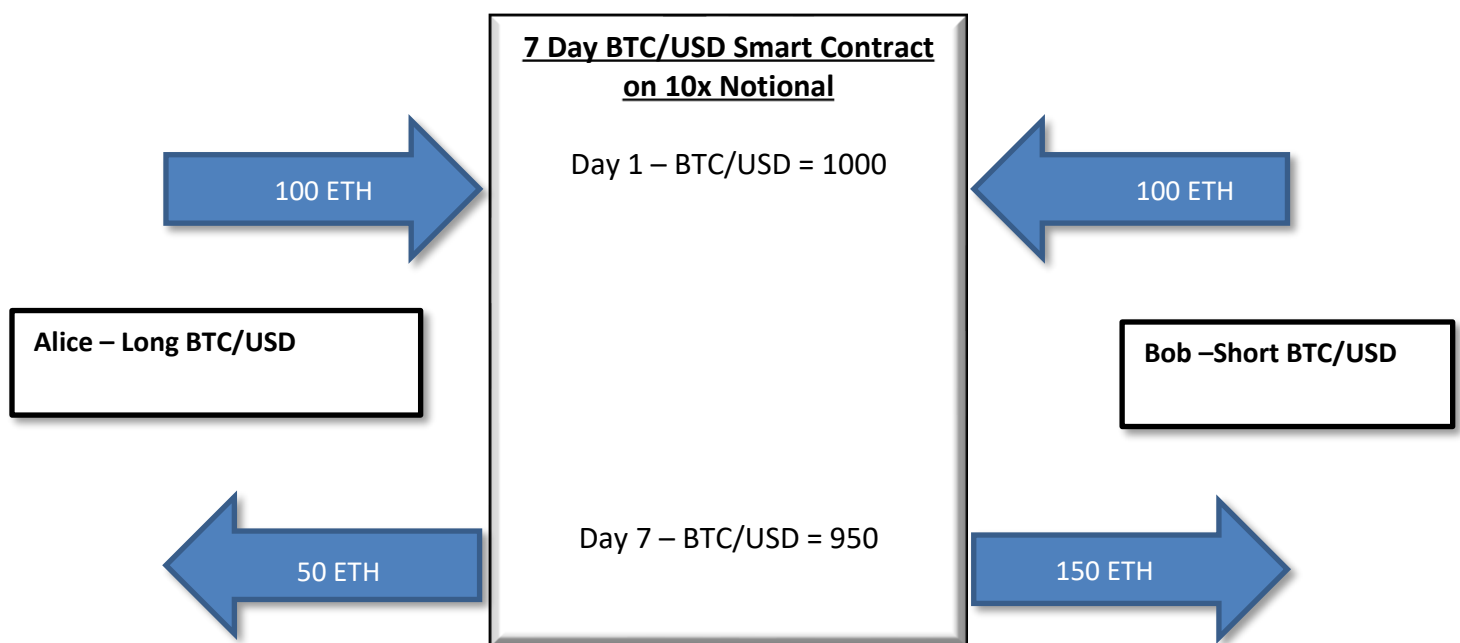 7 Day BTC/USD Smart Contract
on 10x Notional
Day 1 – BTC/USD = 1000
100 ETH
100 ETH
Alice – Long BTC/USD
Bob –Short BTC/USD
Day 7 – BTC/USD = 950
50 ETH
150 ETH